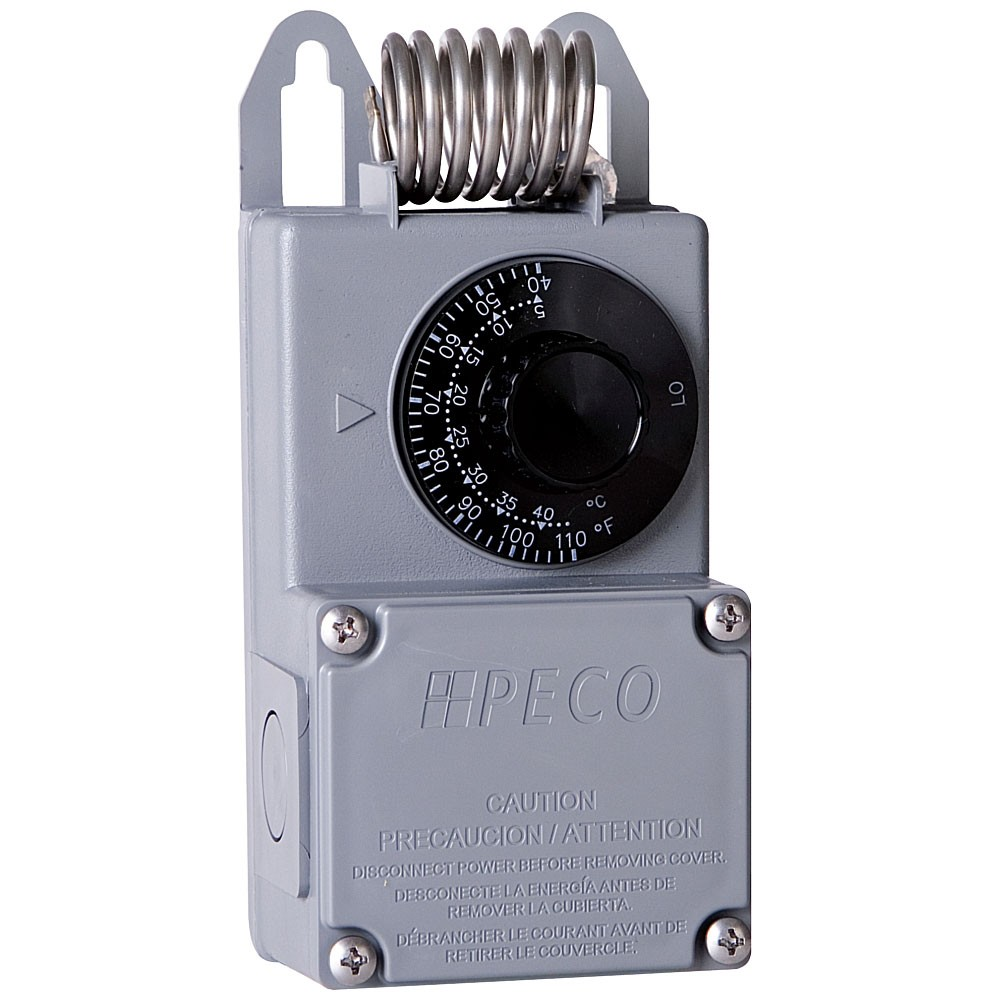 40
50
60
70
80
90
100
110 °F
5
10
15
20
25
30
35
40
°C
LO
PECO
CAUTION
PRECAUCION / ATTENTION
DISCONNECT POWER BEFORE REMOVING COVER.
DESCONECTE LA ENERGÍA ANTES DE
REMOVER LA CUBIERTA.
DÉBRANCHER LE COURANT AVANT DE
RETIRER LE COUVERCLE.